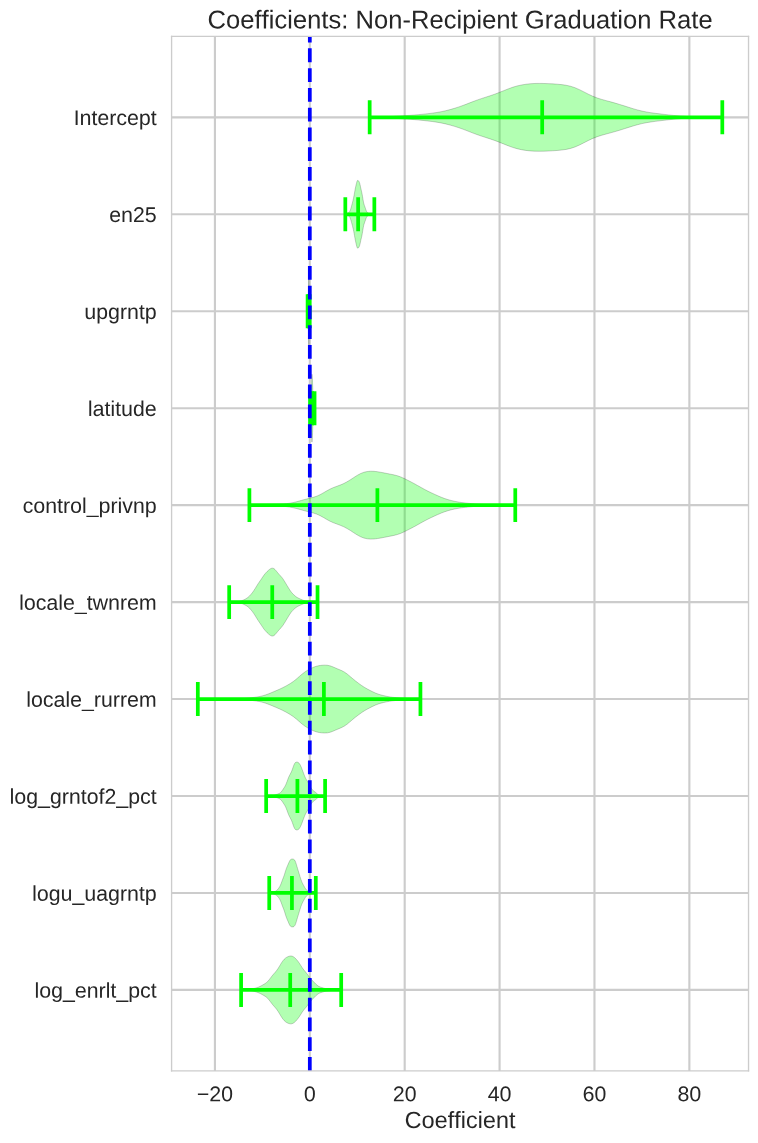 Coefficients: Non-Recipient Graduation Rate
Intercept
en25
upgrntp
latitude
control_privnp
locale_twnrem
locale_rurrem
log_grntof2_pct
logu_uagrntp
log_enrlt_pct
−20 0 20 40 60 80
Coefficient